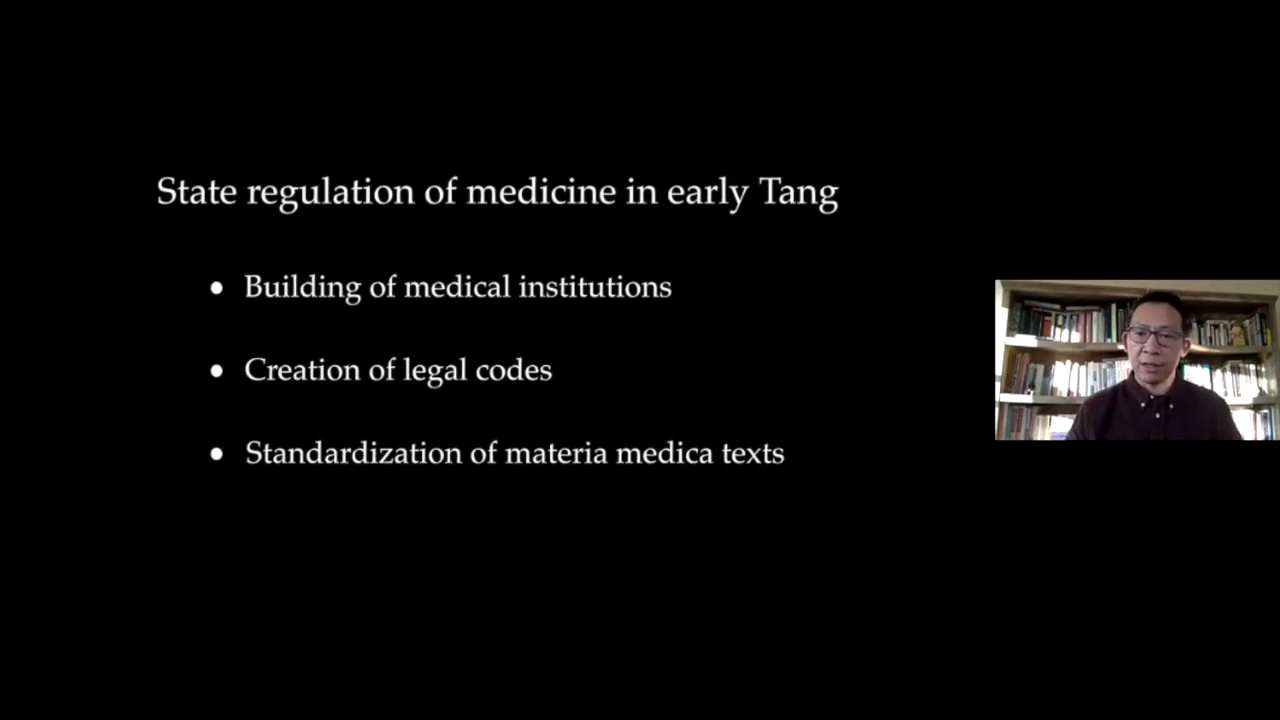 State regulation of medicine in early Tang
• Building of medical institutions
• Creation of legal codes
• Standardization of materia medica texts